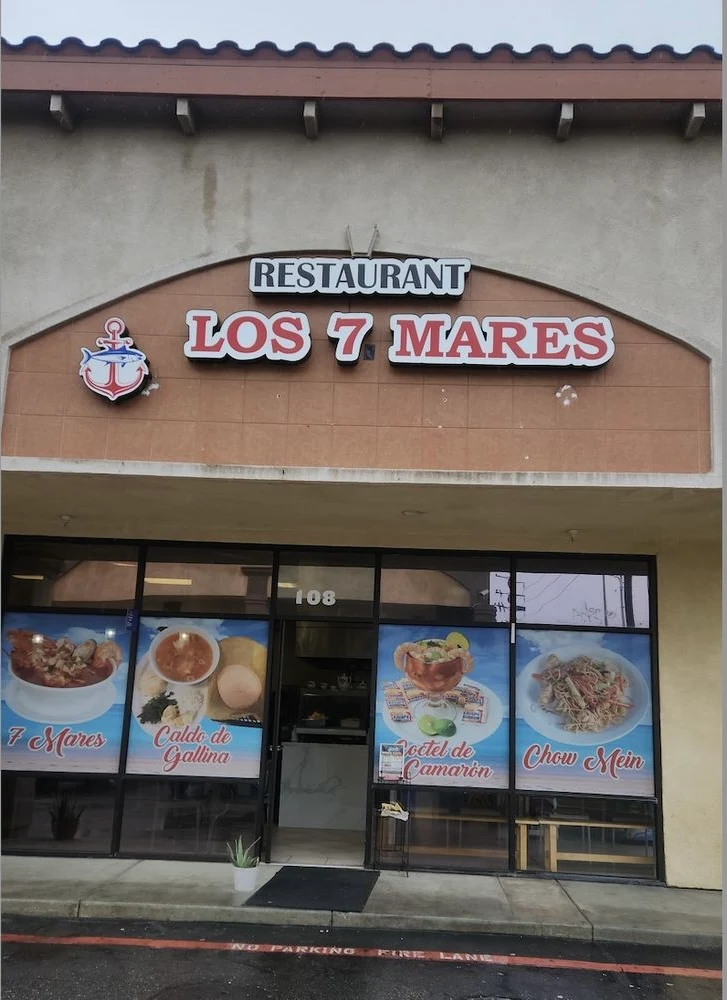 RESTAURANT
LOS 7 MARES
108
7 Mares
Caldo de
Gallina
Coctel de
Camarón
Chow Mein
NO PARKING FIRE LANE